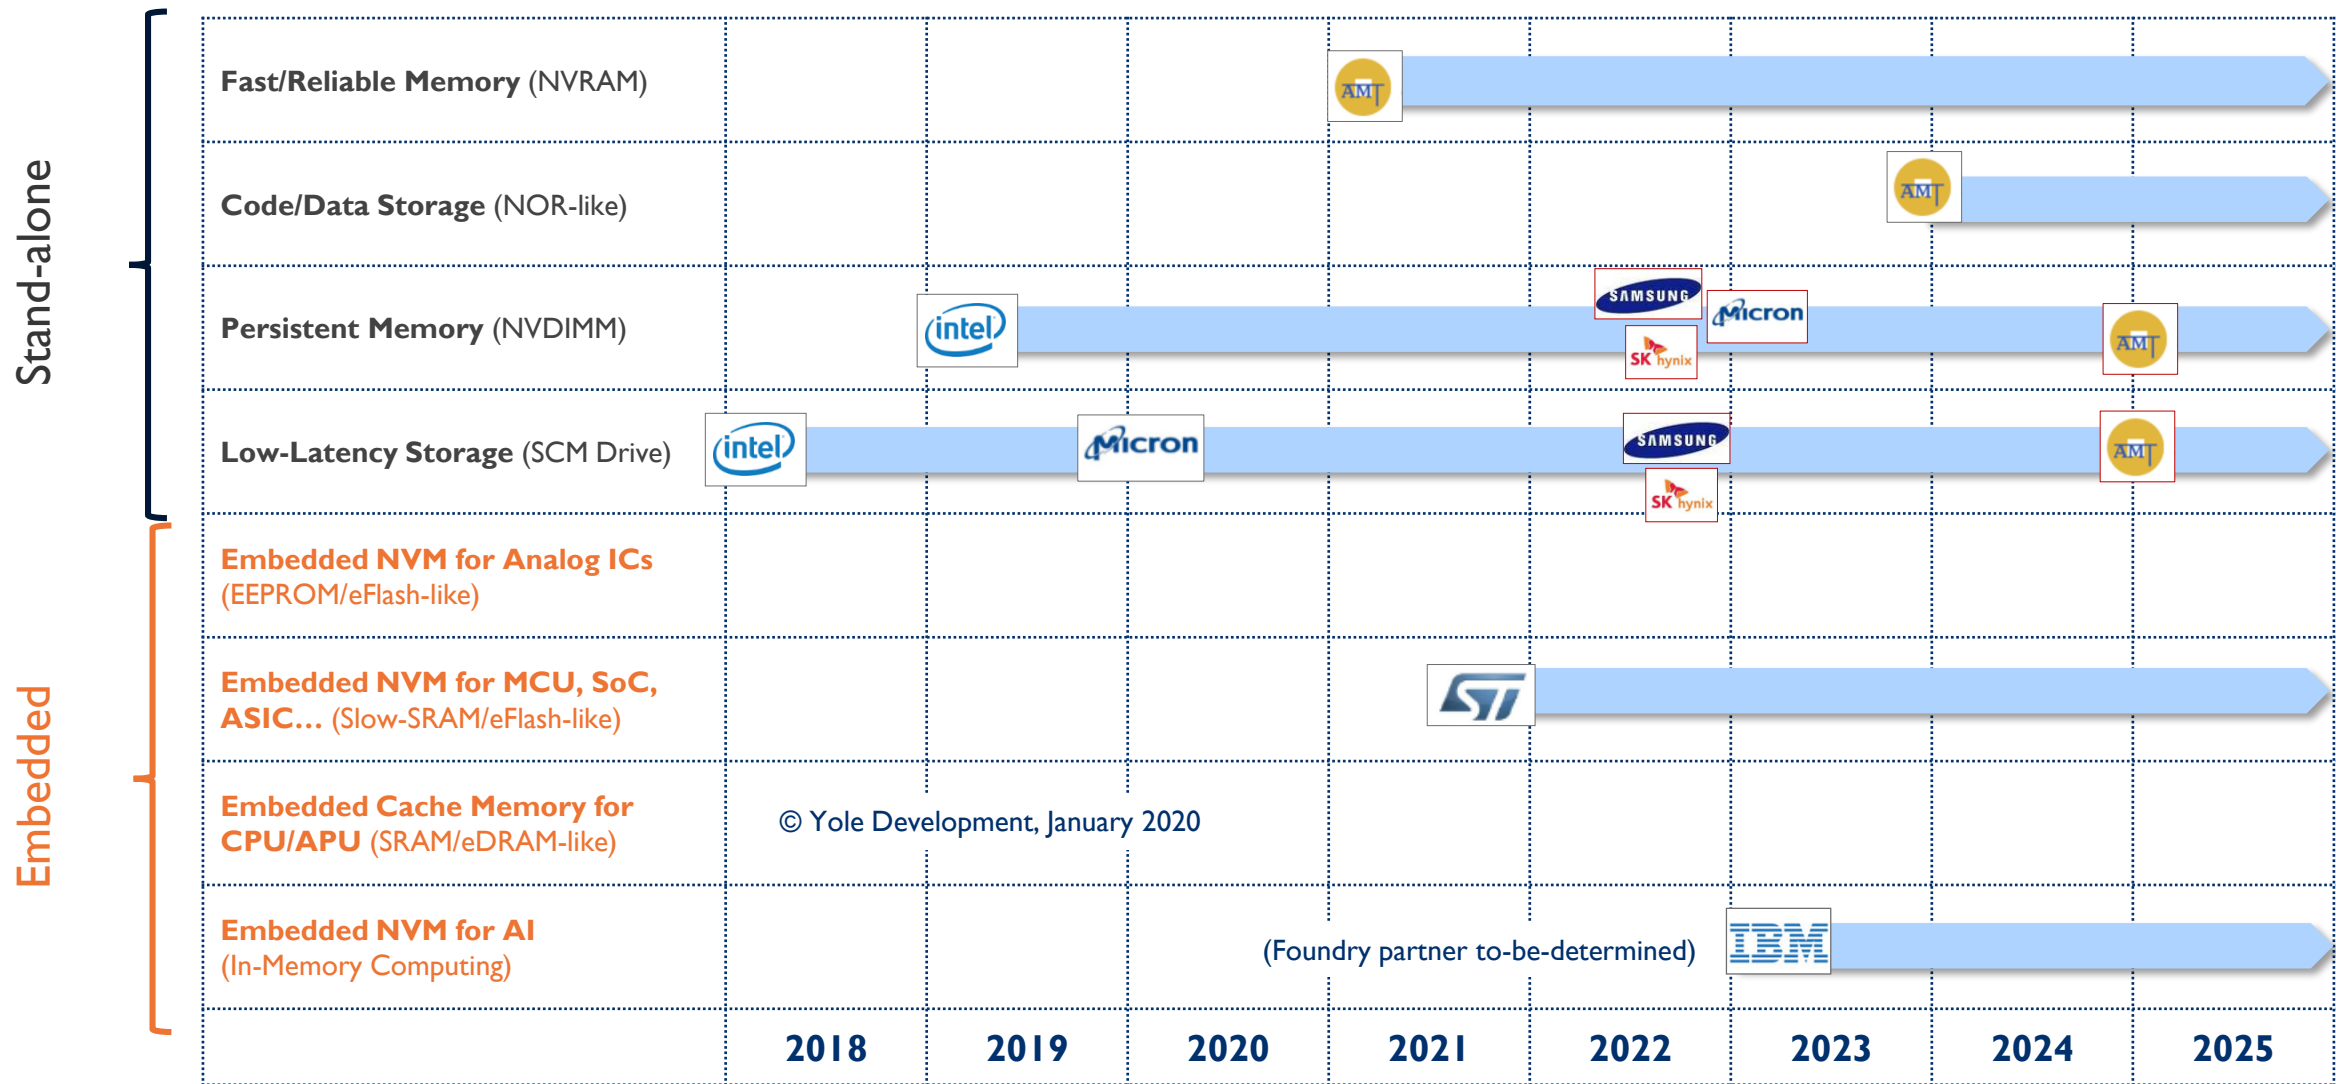 Stand-alone
Fast/Reliable Memory (NVRAM)
AMT
Code/Data Storage (NOR-like)
AMT
Persistent Memory (NVDIMM)
intel
SAMSUNG
SK hynix
Micron
AMT
Low-Latency Storage (SCM Drive)
intel
Micron
SAMSUNG
SK hynix
AMT
Embedded
Embedded NVM for Analog ICs
(EEPROM/eFlash-like)
Embedded NVM for MCU, SoC,
ASIC... (Slow-SRAM/eFlash-like)
ST
Embedded Cache Memory for
CPU/APU (SRAM/eDRAM-like)
© Yole Development, January 2020
Embedded NVM for AI
(In-Memory Computing)
(Foundry partner to-be-determined)
IBM
2018 2019 2020 2021 2022 2023 2024 2025